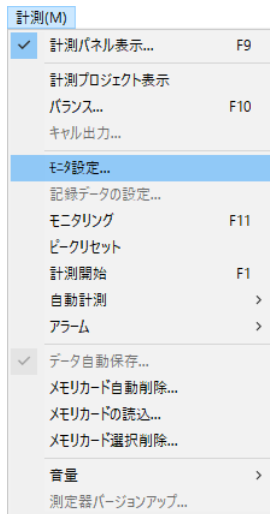 計測(M)
計測パネル表示... F9
計測プロジェクト表示
バランス... F10
キャル出力...
ﾓﾆﾀ設定...
記録データの設定...
モニタリング F11
ピークリセット
計測開始 F1
自動計測
アラーム
データ自動保存...
メモリカード自動削除...
メモリカードの読込...
メモリカード選択削除...
音量
測定器バージョンアップ...